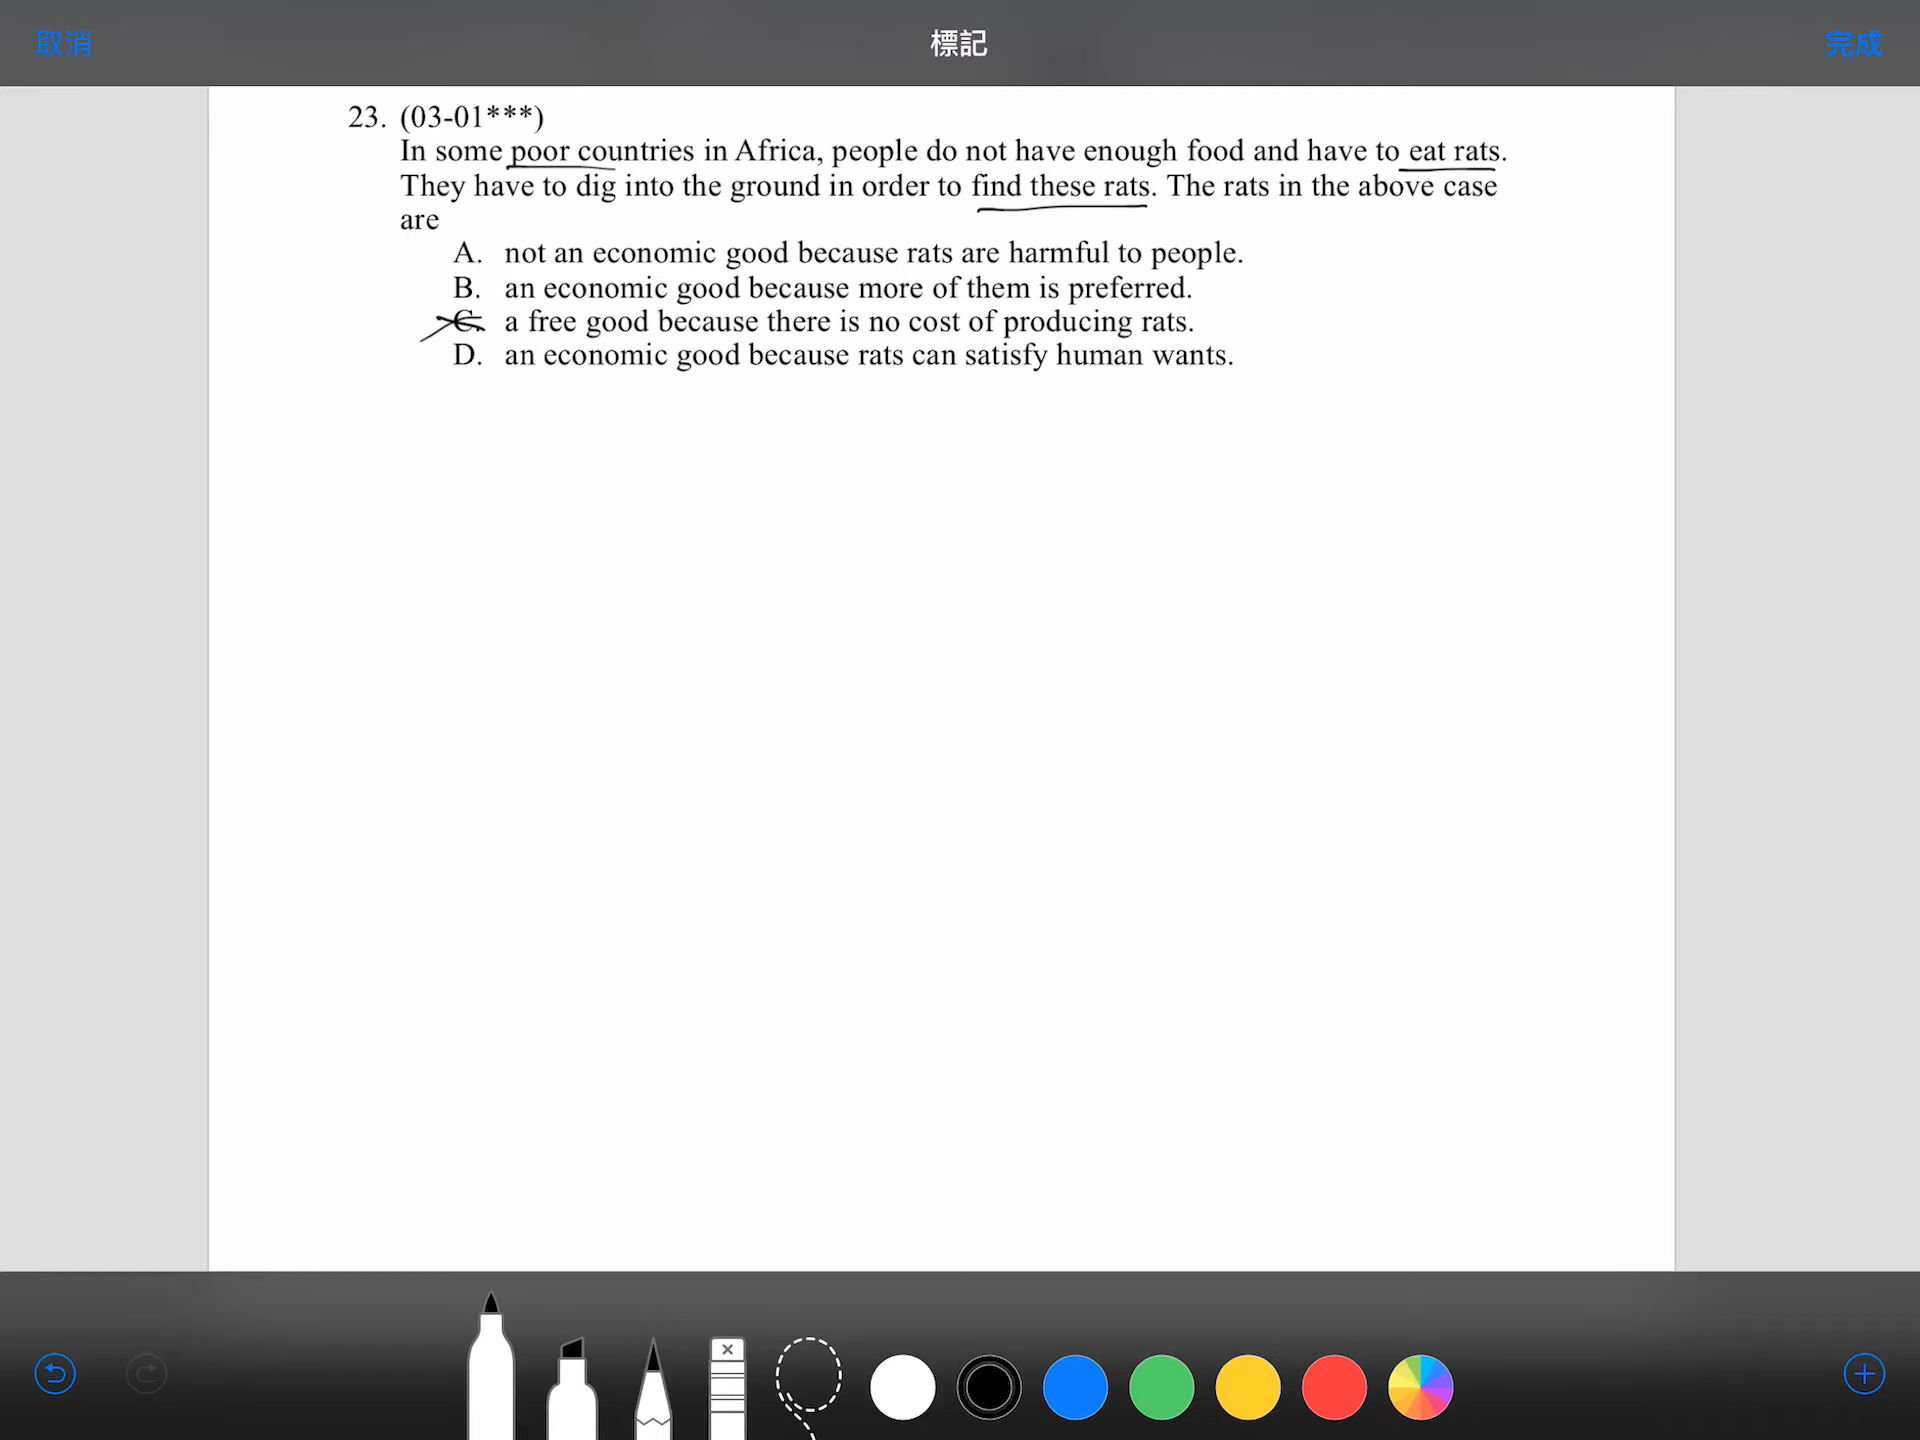 取消
標記
完成
23. (03-01***)
In some poor countries in Africa, people do not have enough food and have to eat rats.
They have to dig into the ground in order to find these rats. The rats in the above case
are
A. not an economic good because rats are harmful to people.
B. an economic good because more of them is preferred.
C. a free good because there is no cost of producing rats.
D. an economic good because rats can satisfy human wants.